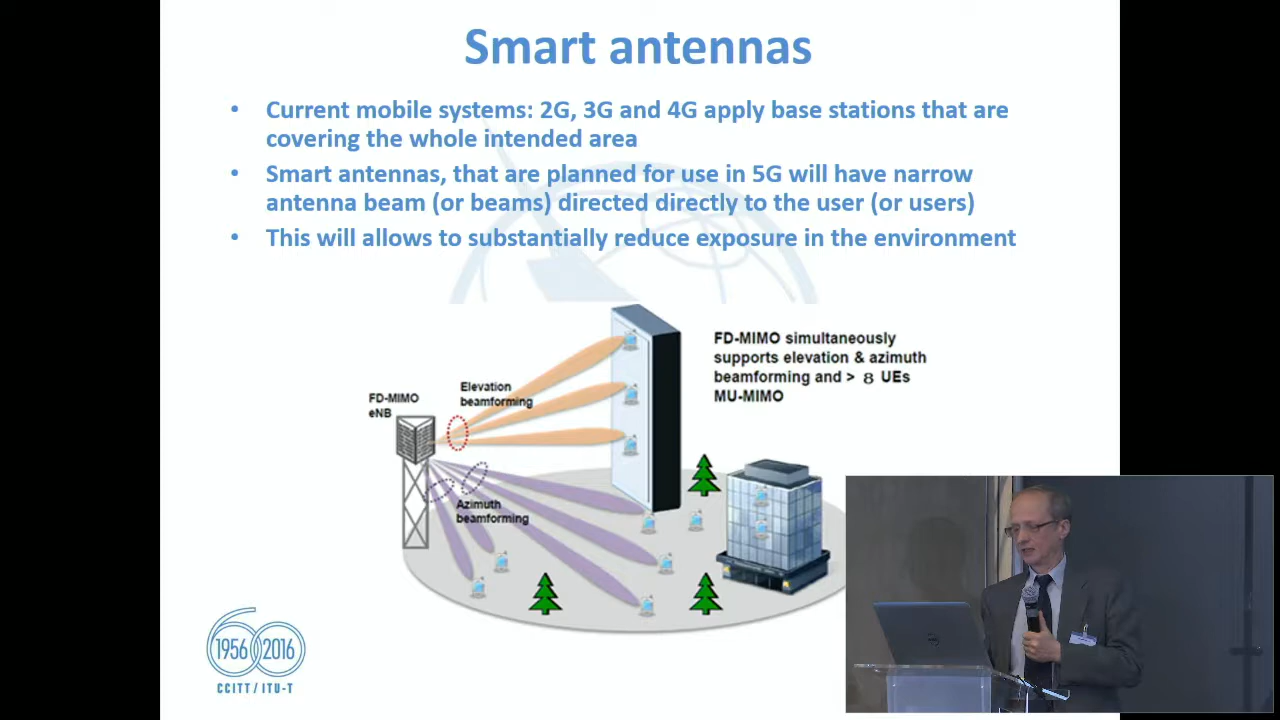 Smart antennas
• Current mobile systems: 2G, 3G and 4G apply base stations that are
covering the whole intended area
• Smart antennas, that are planned for use in 5G will have narrow
antenna beam (or beams) directed directly to the user (or users)
• This will allows to substantially reduce exposure in the environment
FD-MIMO simultaneously
supports elevation & azimuth
beamforming and > 8 UEs
MU-MIMO
Elevation
beamforming
FD-MIMO
eNB
Azimuth
beamforming
60
1956 2016
CCITT / ITU-T